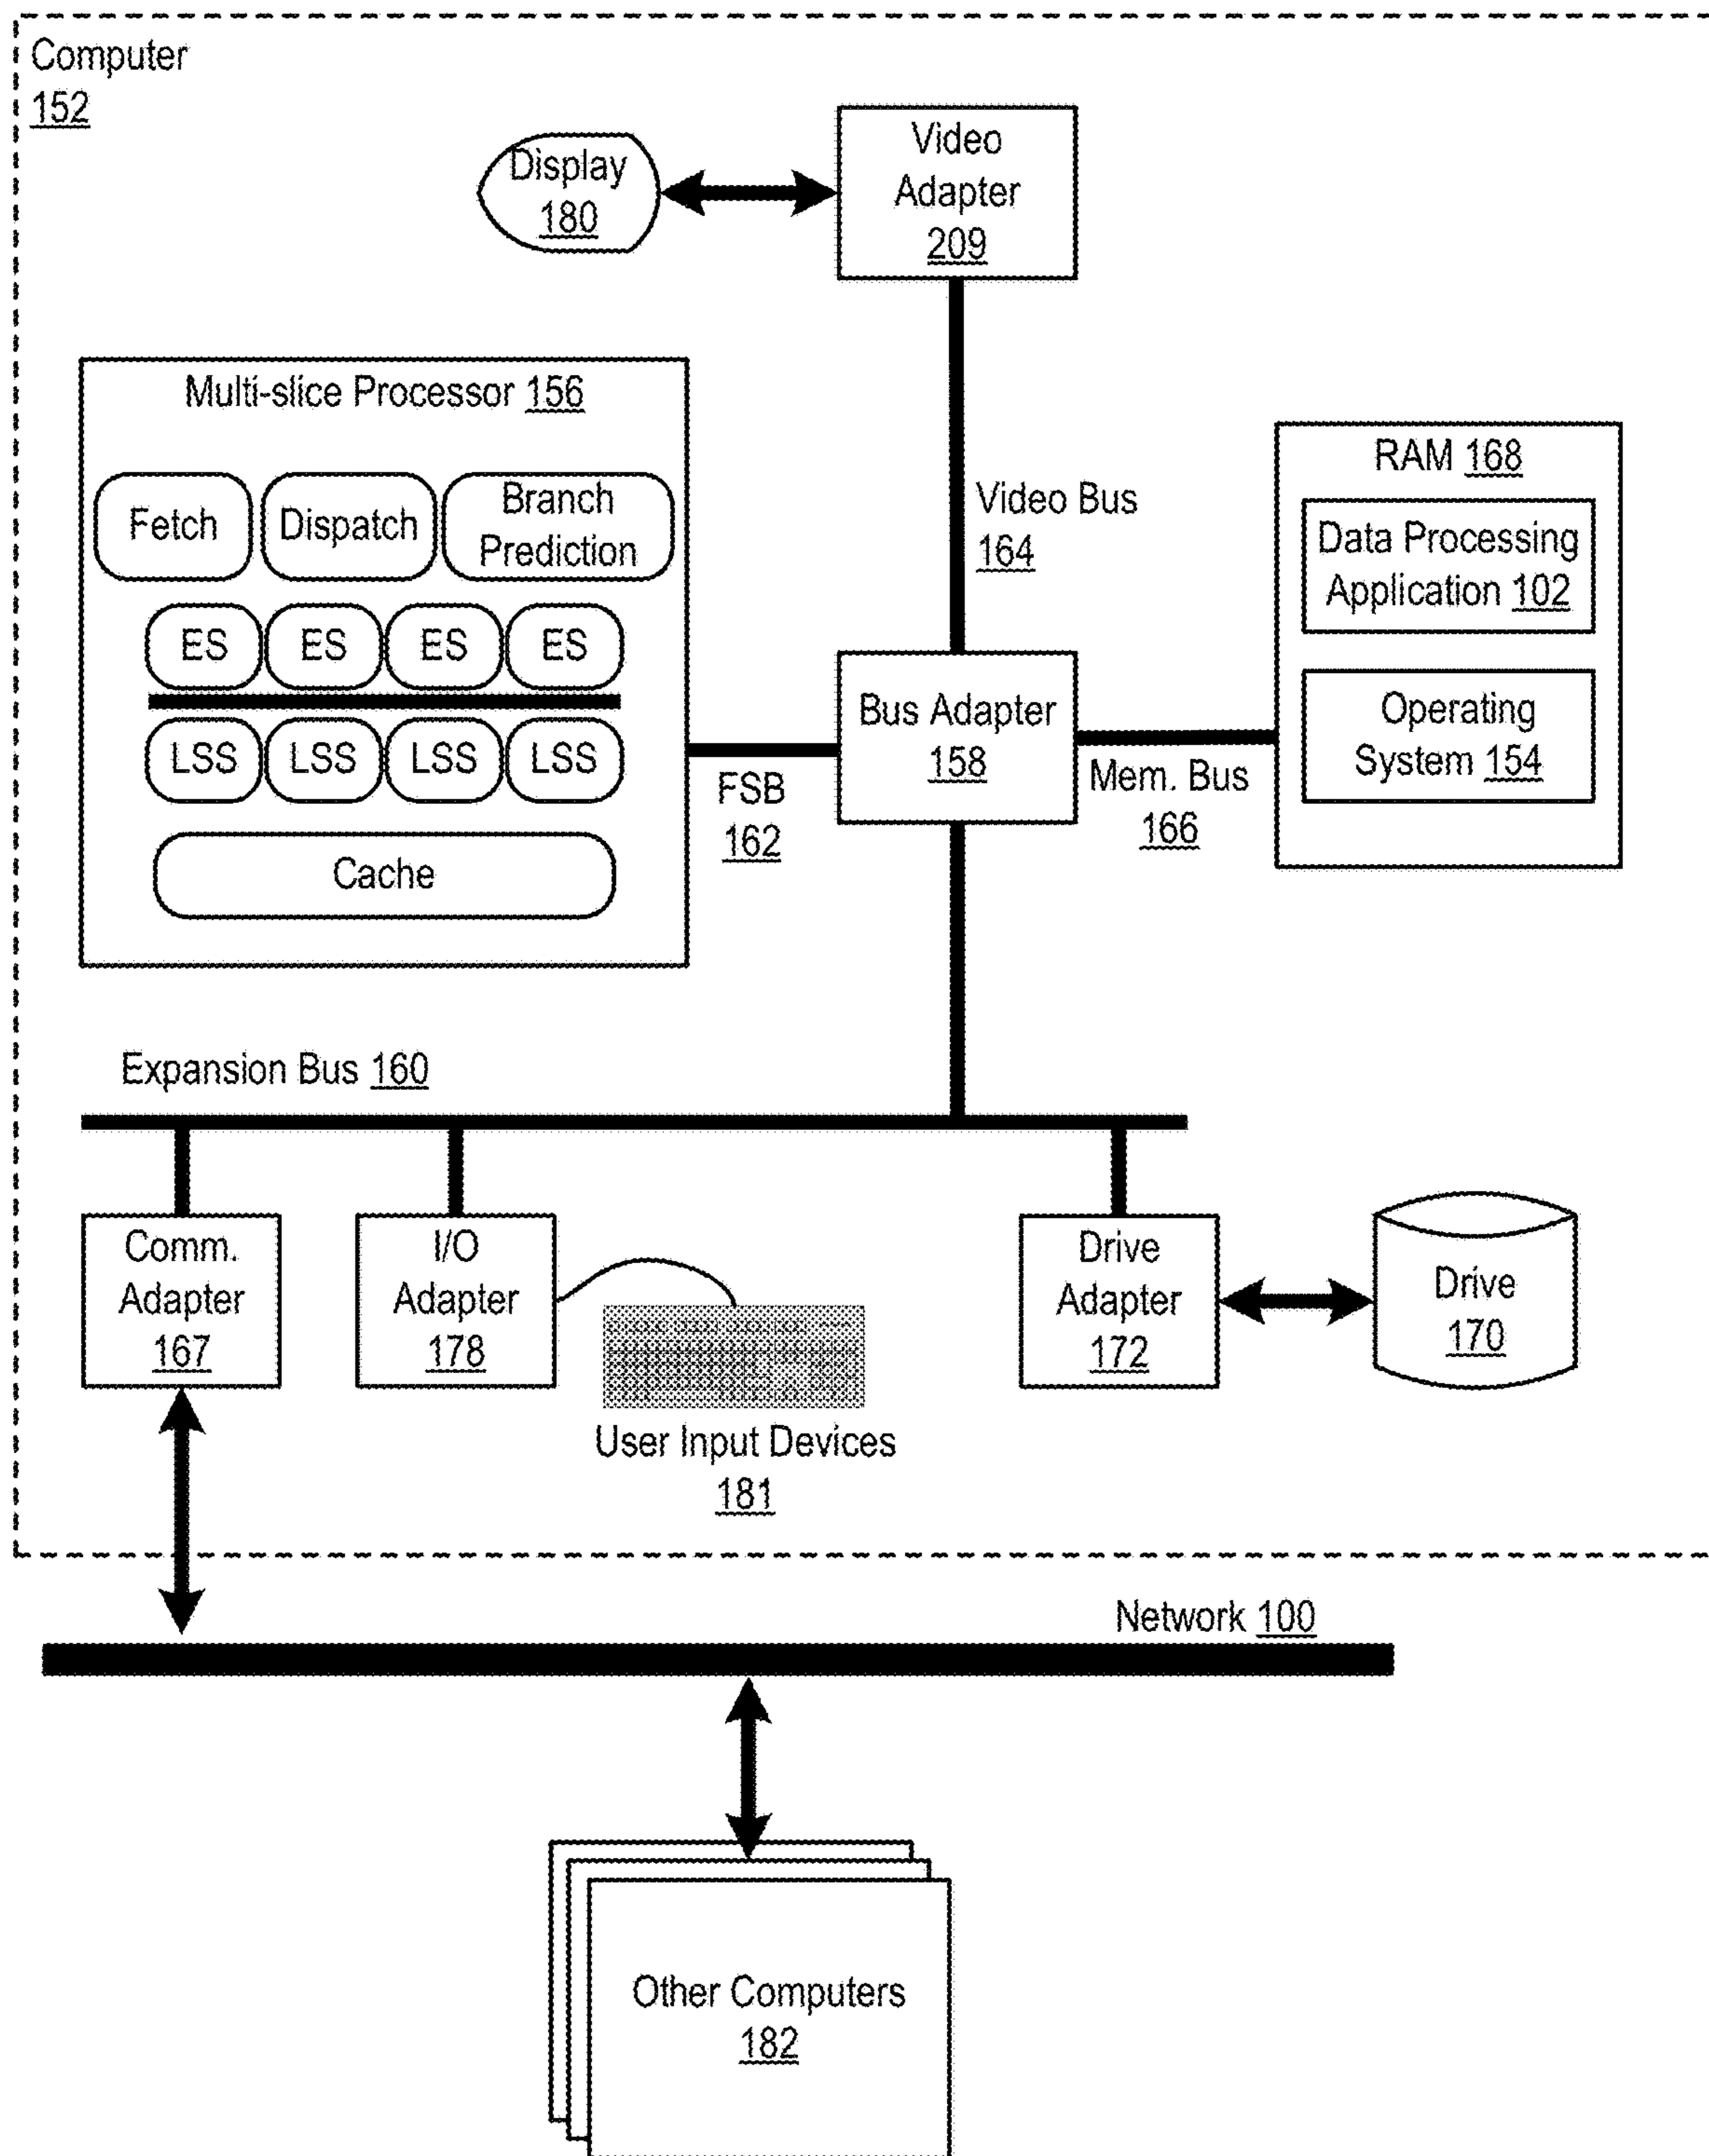 Computer
152
Display
180
Video
Adapter
209
Multi-slice Processor 156
Fetch
Dispatch
Branch
Prediction
ES
ES
ES
ES
LSS
LSS
LSS
LSS
Cache
Video Bus
164
RAM 168
Data Processing
Application 102
Operating
System 154
Bus Adapter
158
FSB
162
Mem. Bus
166
Expansion Bus 160
Comm.
Adapter
167
I/O
Adapter
178
User Input Devices
181
Drive
Adapter
172
Drive
170
Network 100
Other Computers
182